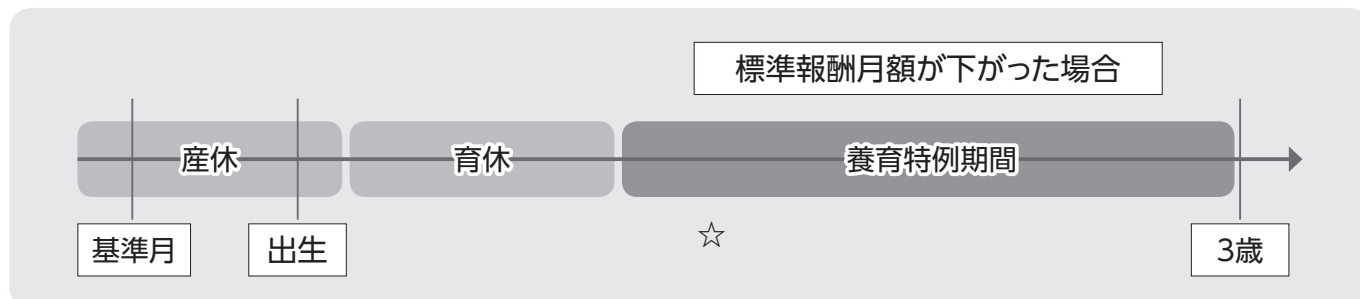 標準報酬月額が下がった場合
産休
育休
養育特例期間
基準月
出生
☆
3歳